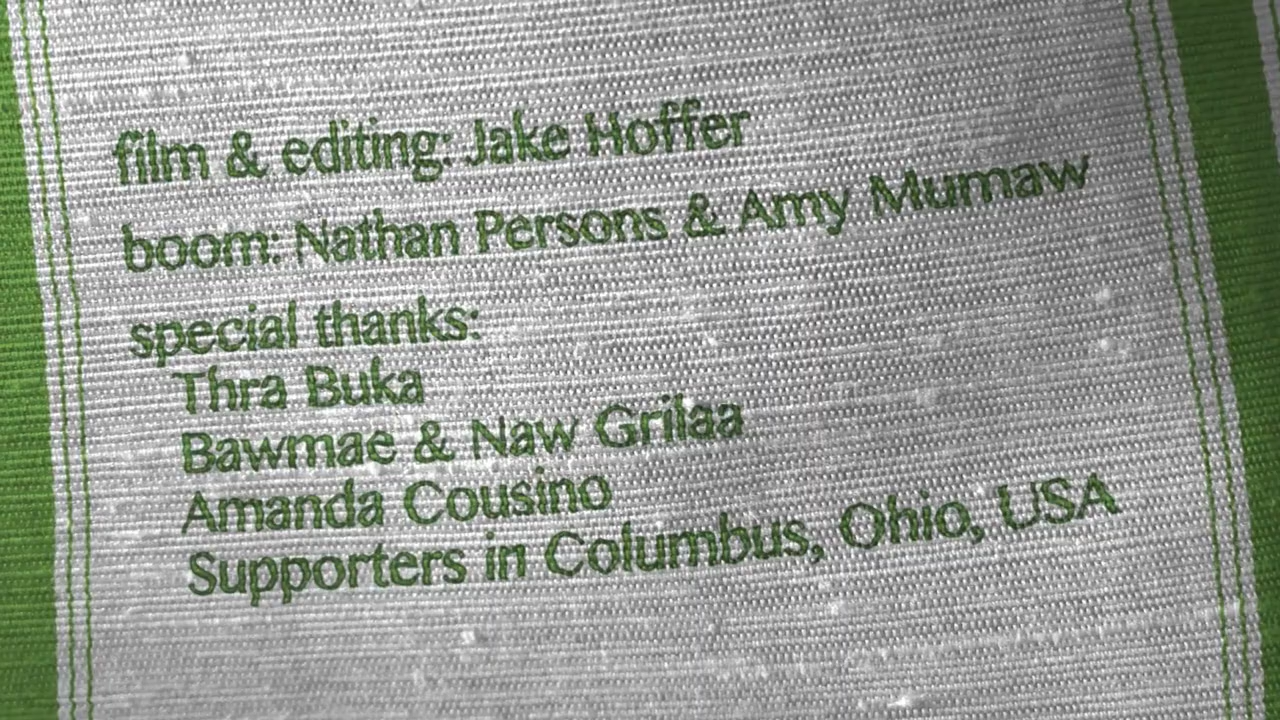 film & editing: Jake Hoffer
boom: Nathan Persons & Amy Mumaw
special thanks:
Thra Buka
Bawmae & Naw Grilaa
Amanda Cousino
Supporters in Columbus, Ohio, USA